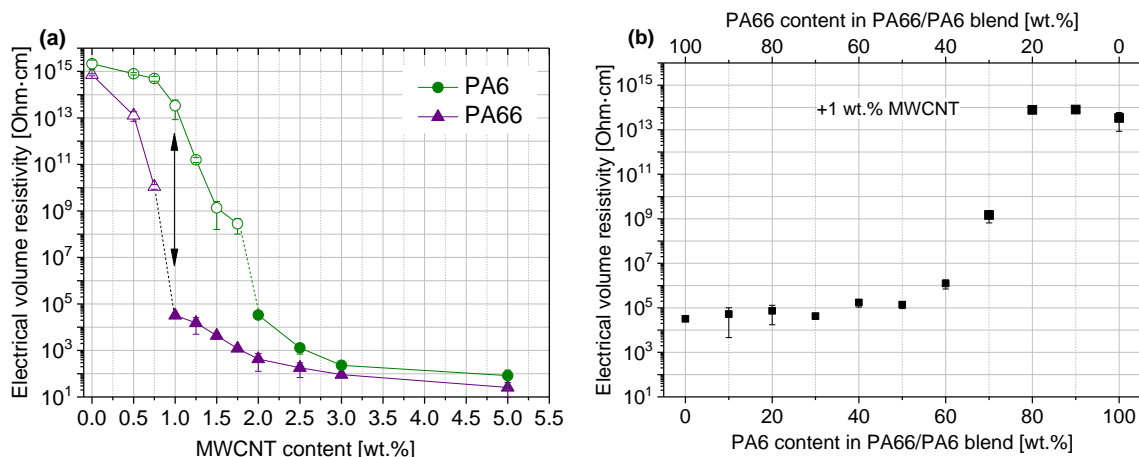 (a)
Electrical volume resistivity [Ohm·cm]
10^15
10^13
10^11
10^9
10^7
10^5
10^3
10^1
PA6
PA66
0.0 0.5 1.0 1.5 2.0 2.5 3.0 3.5 4.0 4.5 5.0 5.5
MWCNT content [wt.%]
PA66 content in PA66/PA6 blend [wt.%]
(b)
100 80 60 40 20 0
Electrical volume resistivity [Ohm·cm]
10^15
10^13
10^11
10^9
10^7
10^5
10^3
10^1
+1 wt.% MWCNT
0 20 40 60 80 100
PA6 content in PA66/PA6 blend [wt.%]